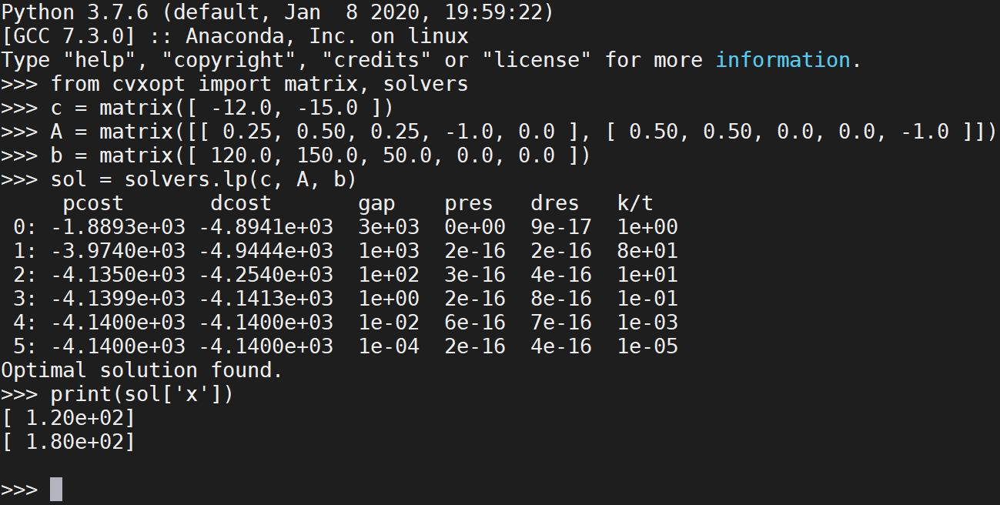 Python 3.7.6 (default, Jan  8 2020, 19:59:22)
[GCC 7.3.0] :: Anaconda, Inc. on linux
Type "help", "copyright", "credits" or "license" for more information.
>>> from cvxopt import matrix, solvers
>>> c = matrix([ -12.0, -15.0 ])
>>> A = matrix([[ 0.25, 0.50, 0.25, -1.0, 0.0 ], [ 0.50, 0.50, 0.0, 0.0, -1.0 ]])
>>> b = matrix([ 120.0, 150.0, 50.0, 0.0, 0.0 ])
>>> sol = solvers.lp(c, A, b)
     pcost       dcost       gap    pres   dres   k/t
 0: -1.8893e+03 -4.8941e+03  3e+03  0e+00  9e-17  1e+00
 1: -3.9740e+03 -4.9444e+03  1e+03  2e-16  2e-16  8e+01
 2: -4.1350e+03 -4.2540e+03  1e+02  3e-16  4e-16  1e+01
 3: -4.1399e+03 -4.1413e+03  1e+00  2e-16  8e-16  1e-01
 4: -4.1400e+03 -4.1400e+03  1e-02  6e-16  7e-16  1e-03
 5: -4.1400e+03 -4.1400e+03  1e-04  2e-16  4e-16  1e-05
Optimal solution found.
>>> print(sol['x'])
[ 1.20e+02]
[ 1.80e+02]

>>>